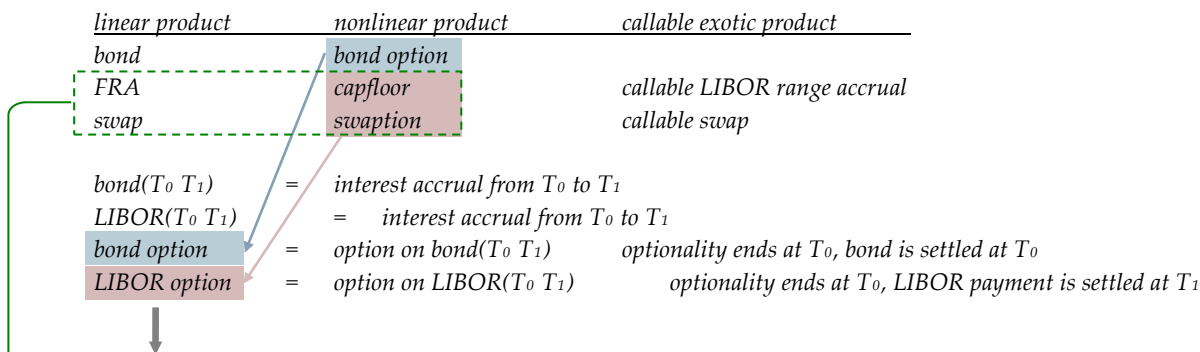 linear product nonlinear product callable exotic product
bond bond option
FRA capfloor callable LIBOR range accrual
swap swaption callable swap
bond(T₀ T₁) = interest accrual from T₀ to T₁
LIBOR(T₀ T₁) = interest accrual from T₀ to T₁
bond option = option on bond(T₀ T₁) optionality ends at T₀, bond is settled at T₀
LIBOR option = option on LIBOR(T₀ T₁) optionality ends at T₀, LIBOR payment is settled at T₁